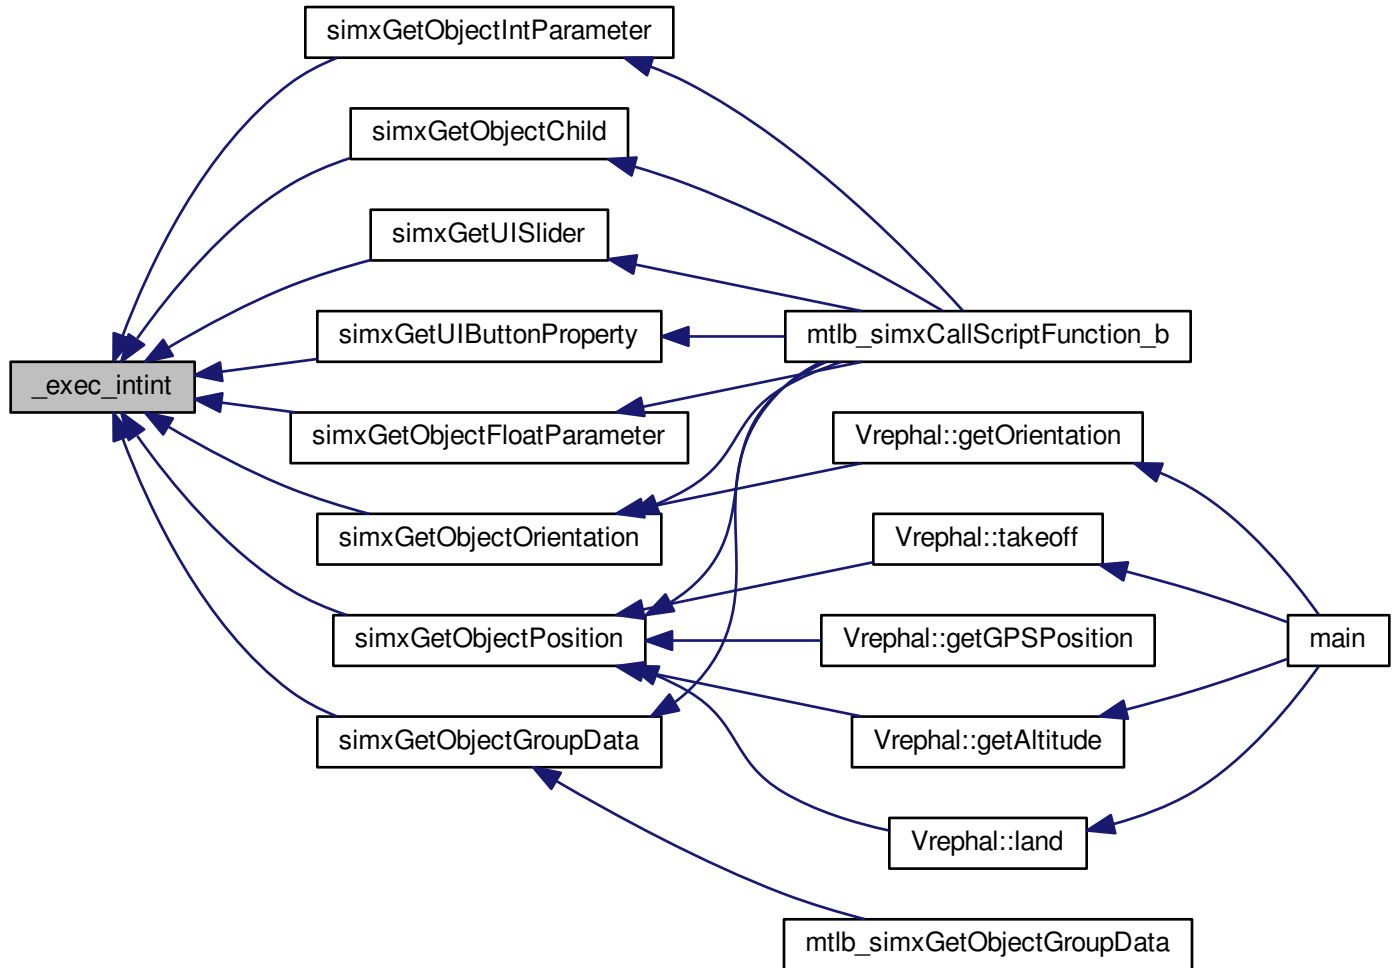 simxGetObjectIntParameter
simxGetObjectChild
simxGetUISlider
simxGetUIButtonProperty
mtlb_simxCallScriptFunction_b
_exec_intint
simxGetObjectFloatParameter
Vrephal::getOrientation
simxGetObjectOrientation
Vrephal::takeoff
simxGetObjectPosition
Vrephal::getGPSPosition
main
simxGetObjectGroupData
Vrephal::getAltitude
Vrephal::land
mtlb_simxGetObjectGroupData